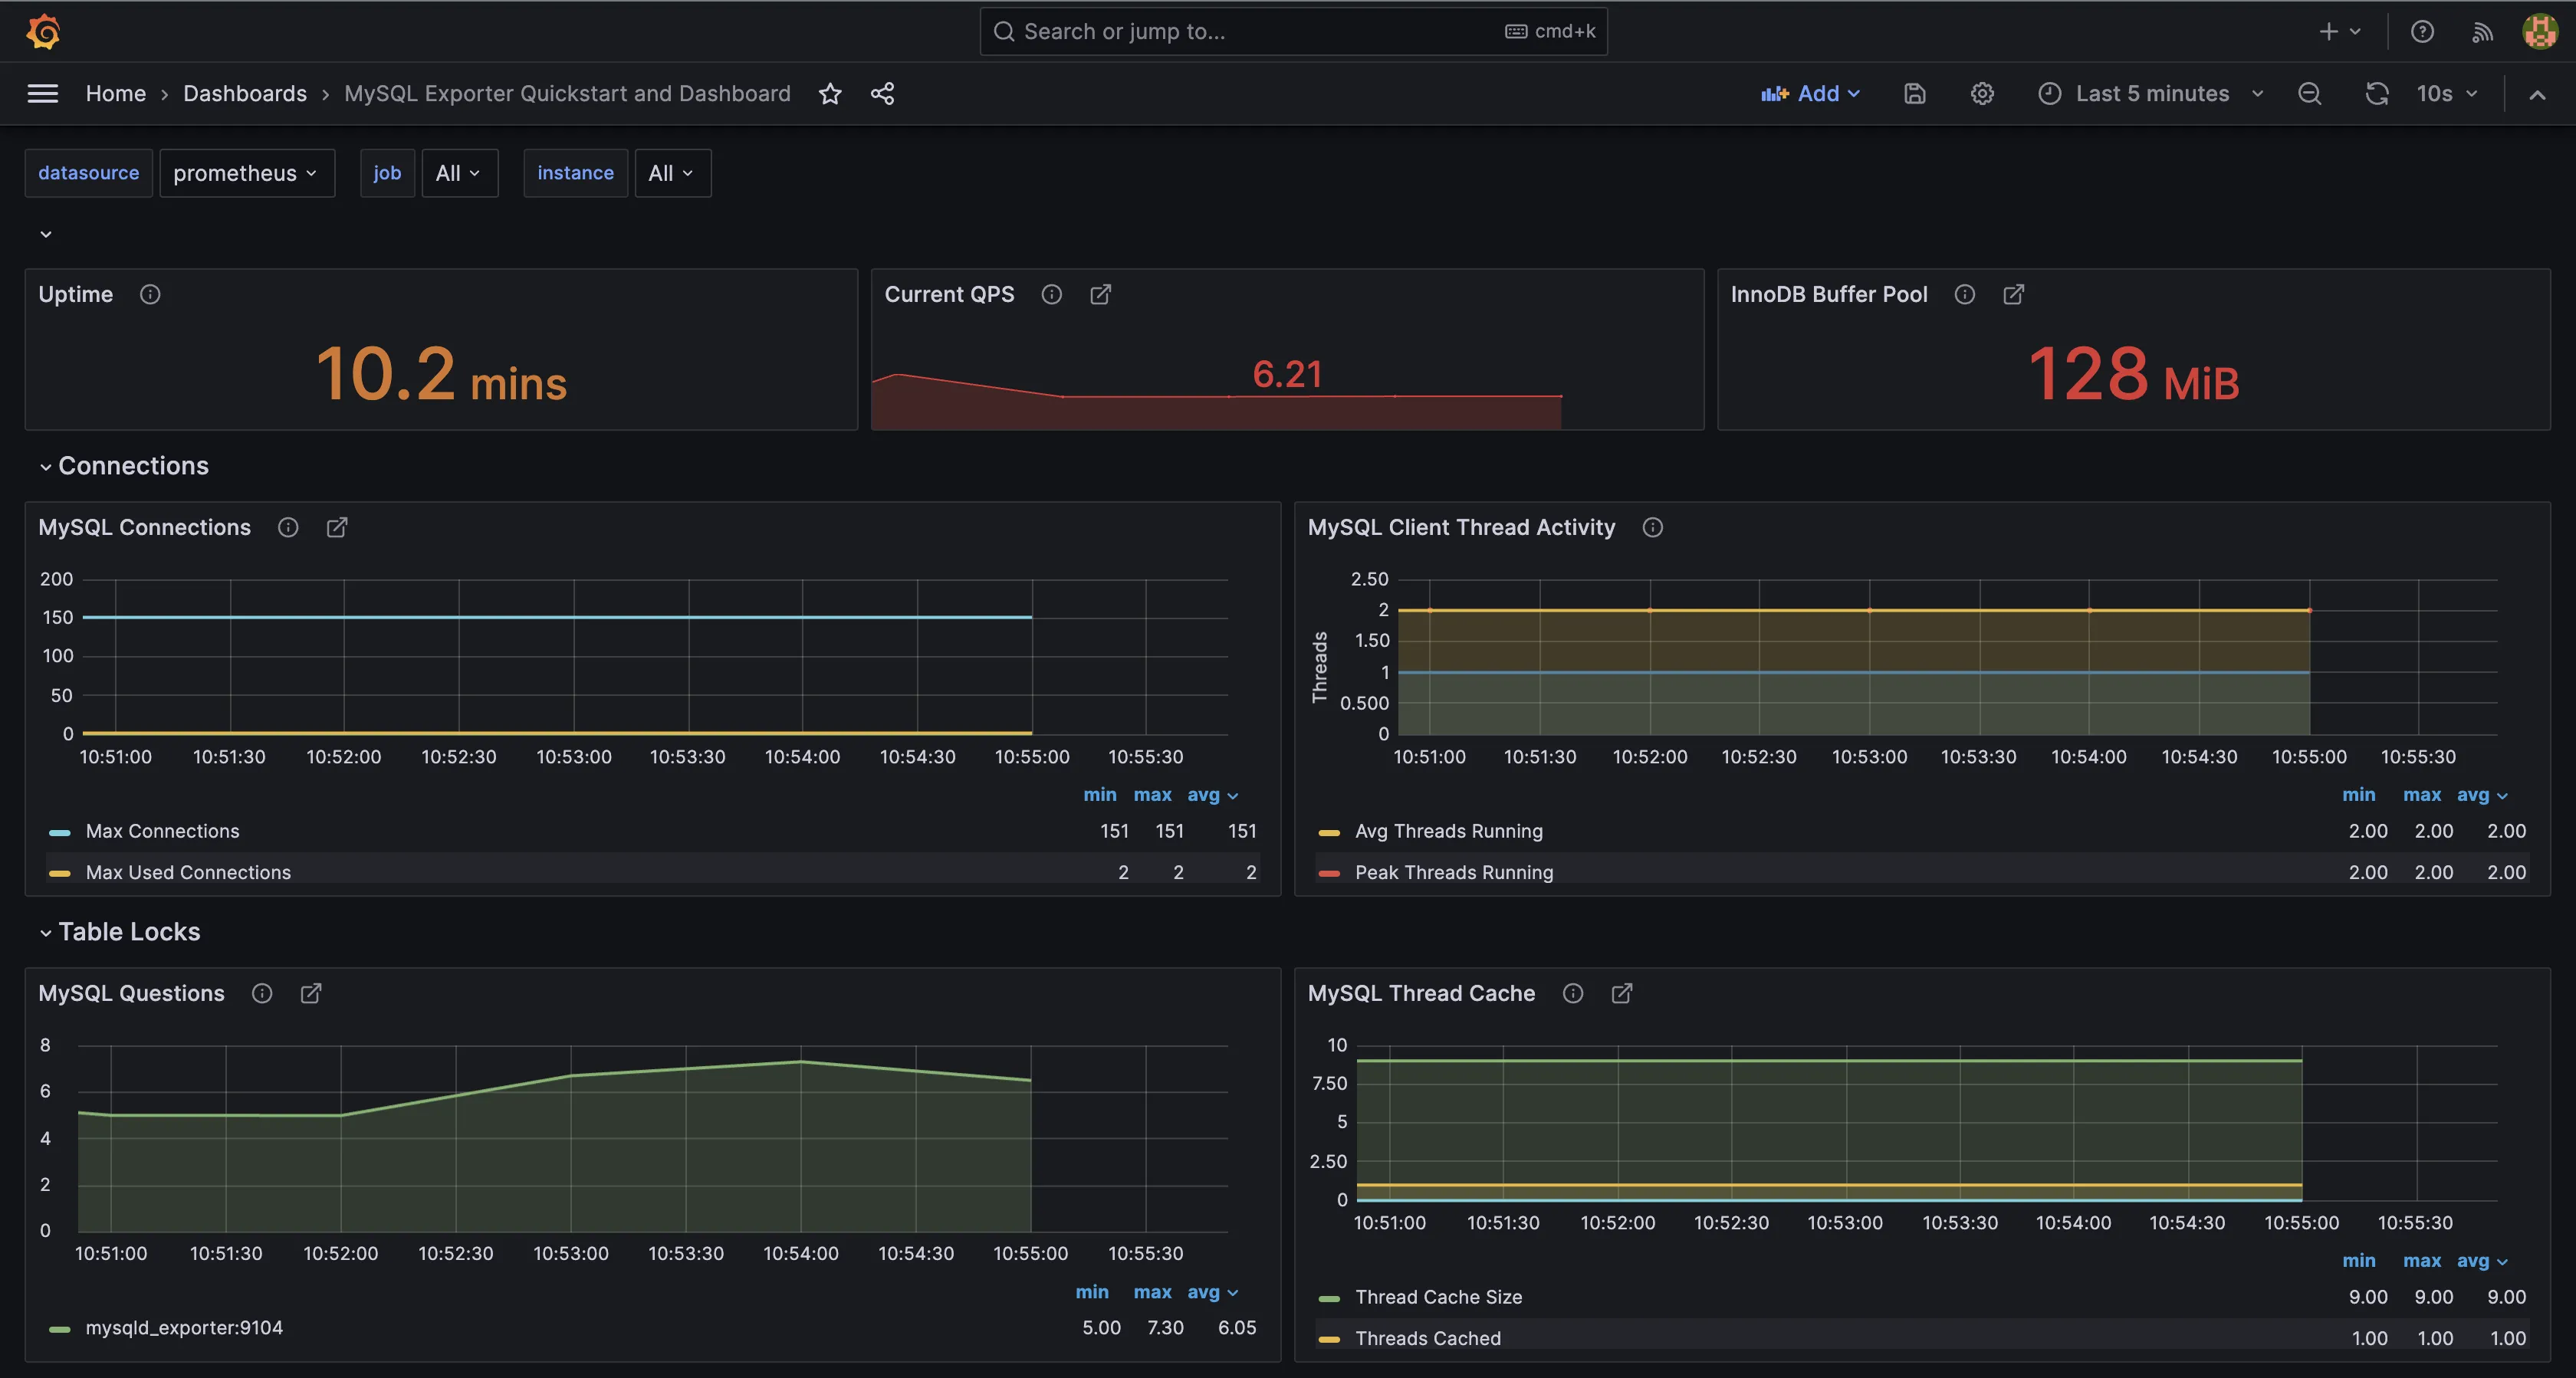 Search or jump to... cmd+k
Home › Dashboards › MySQL Exporter Quickstart and Dashboard Add Last 5 minutes 10s
datasource prometheus job All instance All
Uptime
10.2 mins
Current QPS
6.21
InnoDB Buffer Pool
128 MiB
Connections
MySQL Connections
200
150
100
50
0
10:51:00 10:51:30 10:52:00 10:52:30 10:53:00 10:53:30 10:54:00 10:54:30 10:55:00 10:55:30
min max avg
Max Connections 151 151 151
Max Used Connections 2 2 2
MySQL Client Thread Activity
Threads
2.50
2
1.50
1
0.500
0
10:51:00 10:51:30 10:52:00 10:52:30 10:53:00 10:53:30 10:54:00 10:54:30 10:55:00 10:55:30
min max avg
Avg Threads Running 2.00 2.00 2.00
Peak Threads Running 2.00 2.00 2.00
Table Locks
MySQL Questions
8
6
4
2
0
10:51:00 10:51:30 10:52:00 10:52:30 10:53:00 10:53:30 10:54:00 10:54:30 10:55:00 10:55:30
min max avg
mysqld_exporter:9104 5.00 7.30 6.05
MySQL Thread Cache
10
7.50
5
2.50
0
10:51:00 10:51:30 10:52:00 10:52:30 10:53:00 10:53:30 10:54:00 10:54:30 10:55:00 10:55:30
min max avg
Thread Cache Size 9.00 9.00 9.00
Threads Cached 1.00 1.00 1.00